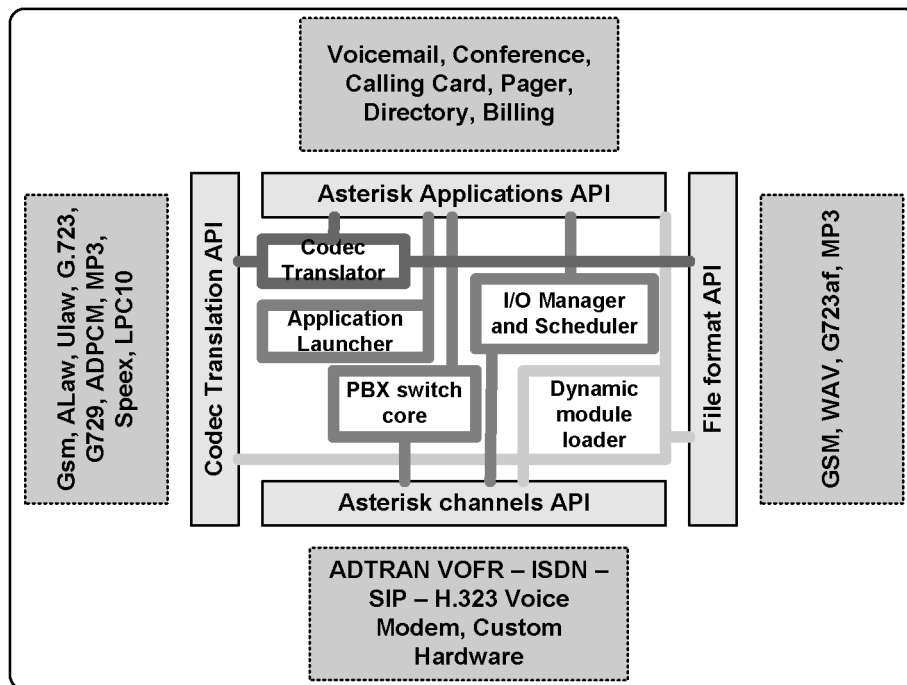 Voicemail, Conference,
Calling Card, Pager,
Directory, Billing
Asterisk Applications API
Gsm, ALaw, Ulaw, G.723,
G729, ADPCM, MP3,
Speex, LPC10
Codec Translation API
Codec
Translator
Application
Launcher
I/O Manager
and Scheduler
PBX switch
core
Dynamic
module
loader
File format API
GSM, WAV, G723af, MP3
Asterisk channels API
ADTRAN VOFR – ISDN –
SIP – H.323 Voice
Modem, Custom
Hardware